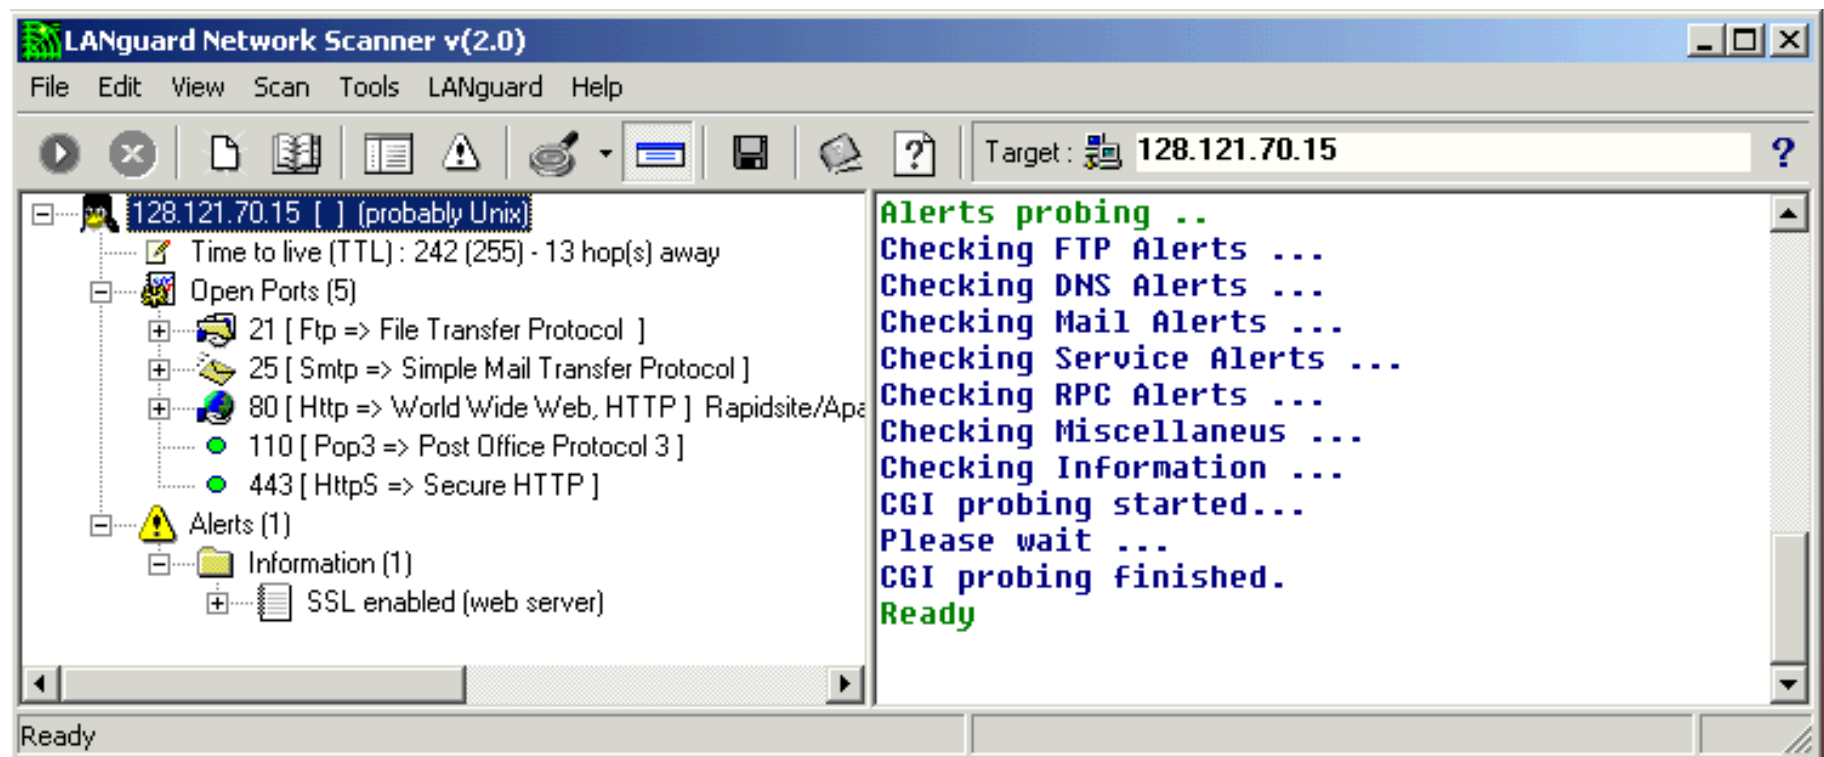 LANguard Network Scanner v(2.0)
File Edit View Scan Tools LANguard Help
Target : 128.121.70.15
128.121.70.15 [ ] (probably Unix)
Time to live (TTL) : 242 (255) - 13 hop(s) away
Open Ports (5)
21 [ Ftp => File Transfer Protocol ]
25 [ Smtp => Simple Mail Transfer Protocol ]
80 [ Http => World Wide Web, HTTP ] Rapidsite/Apa
110 [ Pop3 => Post Office Protocol 3 ]
443 [ HttpS => Secure HTTP ]
Alerts (1)
Information (1)
SSL enabled (web server)
Alerts probing ..
Checking FTP Alerts ...
Checking DNS Alerts ...
Checking Mail Alerts ...
Checking Service Alerts ...
Checking RPC Alerts ...
Checking Miscellaneus ...
Checking Information ...
CGI probing started...
Please wait ...
CGI probing finished.
Ready
Ready